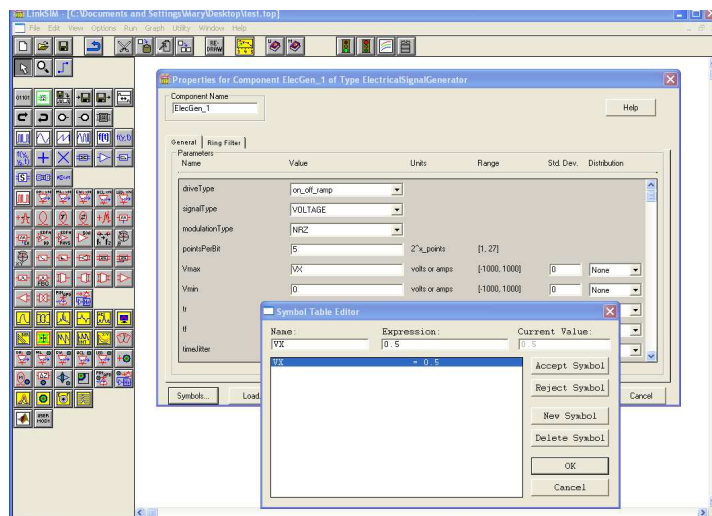 LinkSIM - [C:\Documents and Settings\Mary\Desktop\test.top]
File Edit View Options Run Graph Utility Window Help
RE-DRAW
Properties for Component ElecGen_1 of Type ElectricalSignalGenerator
Component Name
ElecGen_1
Help
General Ring Filter
Parameters
Name Value Units Range Std. Dev. Distribution
driveType on_off_ramp
signalType VOLTAGE
modulationType NRZ
pointsPerBit 5 2^x_points [1, 27]
Vmax VX volts or amps [-1000, 1000] 0 None
Vmin 0 volts or amps [-1000, 1000] 0 None
tr
tf
timeJitter
Symbols... Load Cancel
Symbol Table Editor
Name: Expression: Current Value:
VX 0.5 0.5
VX = 0.5
Accept Symbol
Reject Symbol
New Symbol
Delete Symbol
OK
Cancel
01101
f(t)
USER